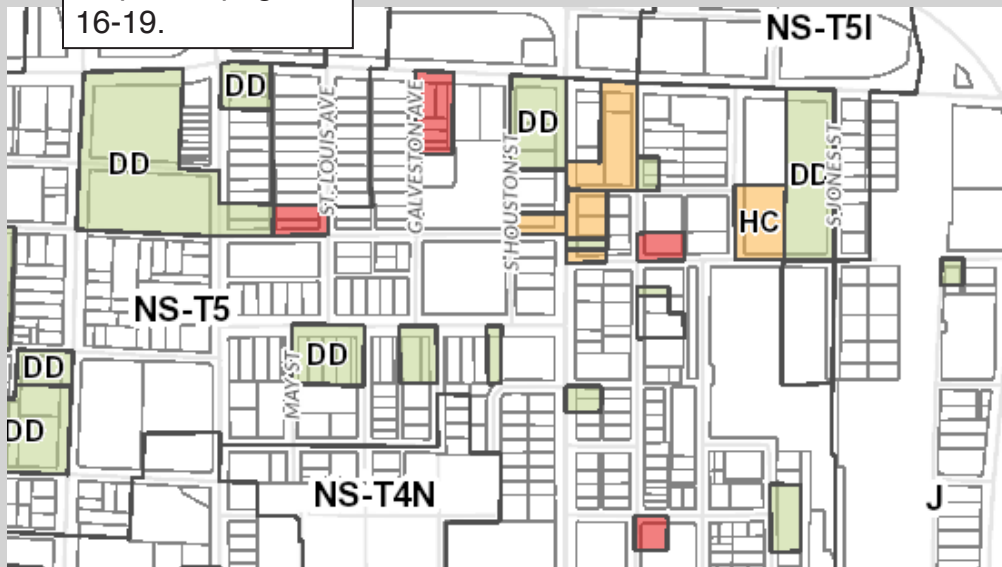 16-19.
NS-T5I
DD
DD
DD
DD
HC
ST. LOUIS AVE
GALVESTON AVE
S HOUSTON ST
S JONES ST
NS-T5
DD
DD
DD
MAY ST
NS-T4N
J